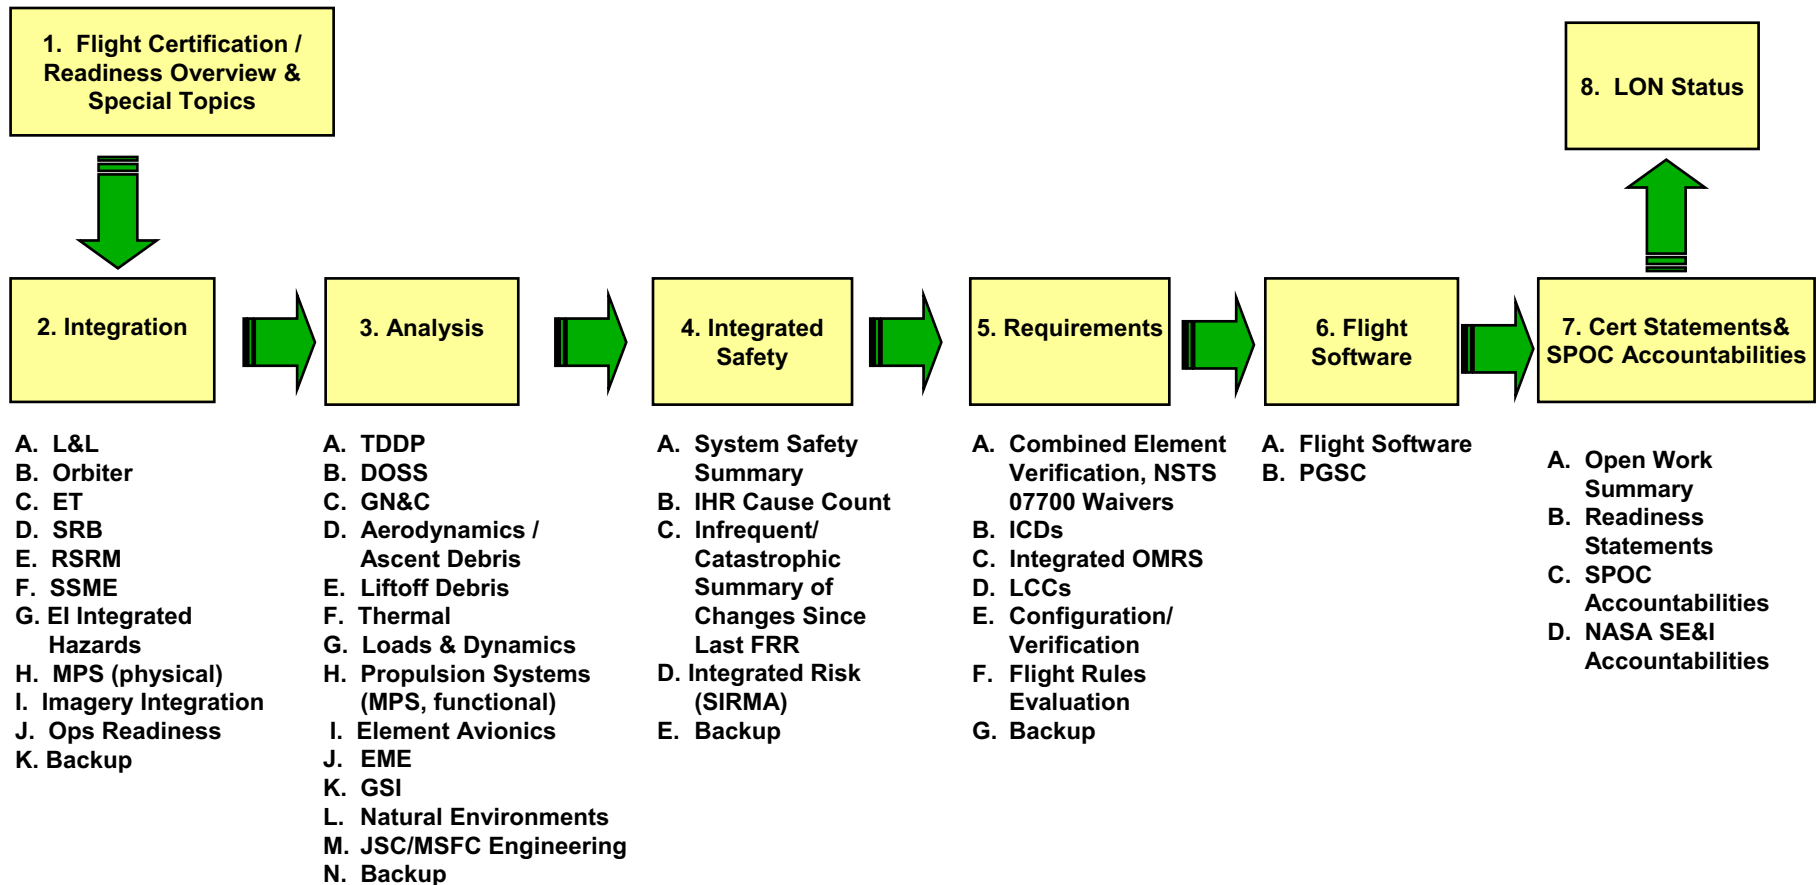 1. Flight Certification /
Readiness Overview &
Special Topics
8. LON Status
2. Integration
3. Analysis
4. Integrated
Safety
5. Requirements
6. Flight
Software
7. Cert Statements&
SPOC Accountabilities
A. L&L
B. Orbiter
C. ET
D. SRB
E. RSRM
F. SSME
G. EI Integrated
Hazards
H. MPS (physical)
I. Imagery Integration
J. Ops Readiness
K. Backup
A. TDDP
B. DOSS
C. GN&C
D. Aerodynamics /
Ascent Debris
E. Liftoff Debris
F. Thermal
G. Loads & Dynamics
H. Propulsion Systems
(MPS, functional)
I. Element Avionics
J. EME
K. GSI
L. Natural Environments
M. JSC/MSFC Engineering
N. Backup
A. System Safety
Summary
B. IHR Cause Count
C. Infrequent/
Catastrophic
Summary of
Changes Since
Last FRR
D. Integrated Risk
(SIRMA)
E. Backup
A. Combined Element
Verification, NSTS
07700 Waivers
B. ICDs
C. Integrated OMRS
D. LCCs
E. Configuration/
Verification
F. Flight Rules
Evaluation
G. Backup
A. Flight Software
B. PGSC
A. Open Work
Summary
B. Readiness
Statements
C. SPOC
Accountabilities
D. NASA SE&I
Accountabilities